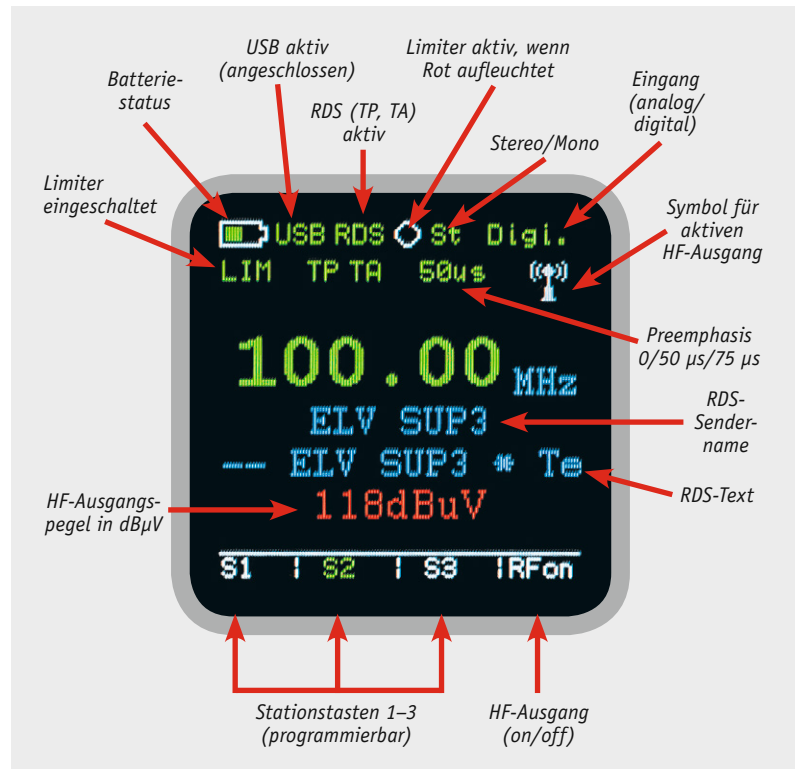 USB aktiv
(angeschlossen)
Limiter aktiv, wenn
Rot aufleuchtet
Batterie-
status
Eingang
(analog/
digital)
RDS (TP, TA)
aktiv
Stereo/Mono
Limiter
eingeschaltet
Symbol für
aktiven
HF-Ausgang
USB RDS St Digi.
LIM TP TA 50us
Preemphasis
0/50 µs/75 µs
100.00 MHz
RDS-
Sender-
name
ELV SUP3
-- ELV SUP3 * Te
RDS-Text
HF-Ausgangs-
pegel in dBµV
118dBuV
S1 | S2 | S3 |RFon
Stationstasten 1–3
(programmierbar)
HF-Ausgang
(on/off)